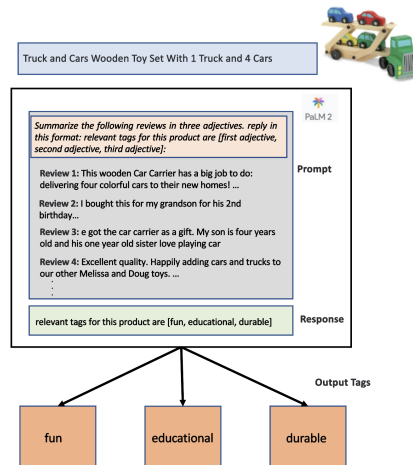 Truck and Cars Wooden Toy Set With 1 Truck and 4 Cars
PaLM 2
Summarize the following reviews in three adjectives. reply in
this format: relevant tags for this product are [first adjective,
second adjective, third adjective]:
Prompt
Review 1: This wooden Car Carrier has a big job to do:
delivering four colorful cars to their new homes! ...
Review 2: I bought this for my grandson for his 2nd
birthday...
Review 3: e got the car carrier as a gift. My son is four years
old and his one year old sister love playing car
Review 4: Excellent quality. Happily adding cars and trucks to
our other Melissa and Doug toys. ...
relevant tags for this product are [fun, educational, durable]
Response
Output Tags
fun
educational
durable